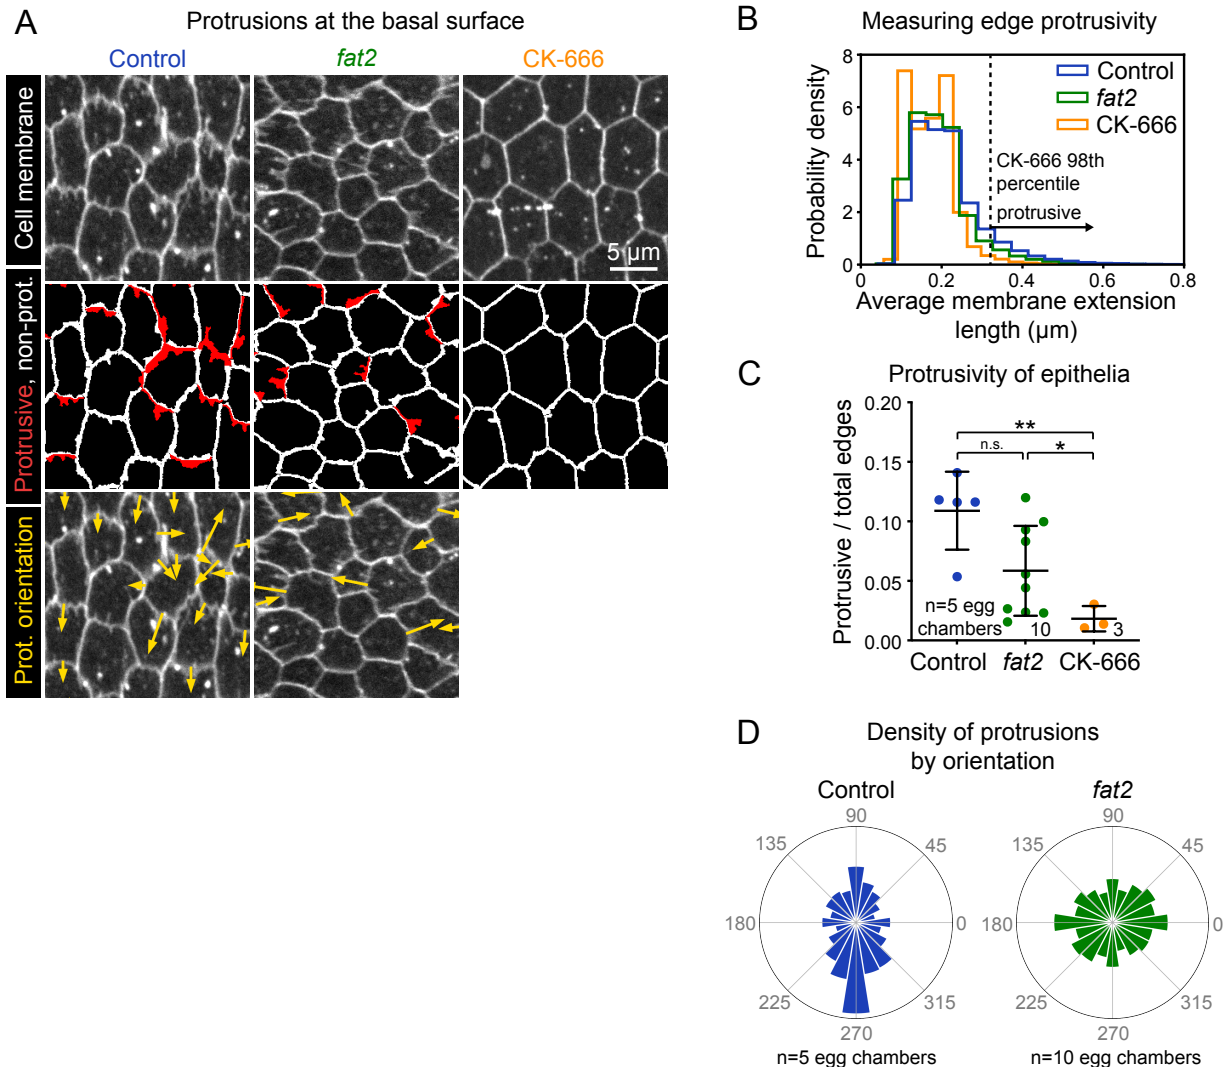 A
Protrusions at the basal surface
Control
fat2
CK-666
Cell membrane
5 µm
Protrusive, non-prot.
Prot. orientation
B
Measuring edge protrusivity
Probability density
8
6
4
2
0
Control
fat2
CK-666
CK-666 98th
percentile
protrusive
0
0.2
0.4
0.6
0.8
Average membrane extension
length (µm)
C
Protrusivity of epithelia
Protrusive / total edges
0.20
0.15
0.10
0.05
0.00
**
n.s.
*
n=5 egg
chambers
10
3
Control
fat2
CK-666
D
Density of protrusions
by orientation
Control
90
135
45
180
0
225
315
270
n=5 egg chambers
fat2
90
135
45
180
0
225
315
270
n=10 egg chambers